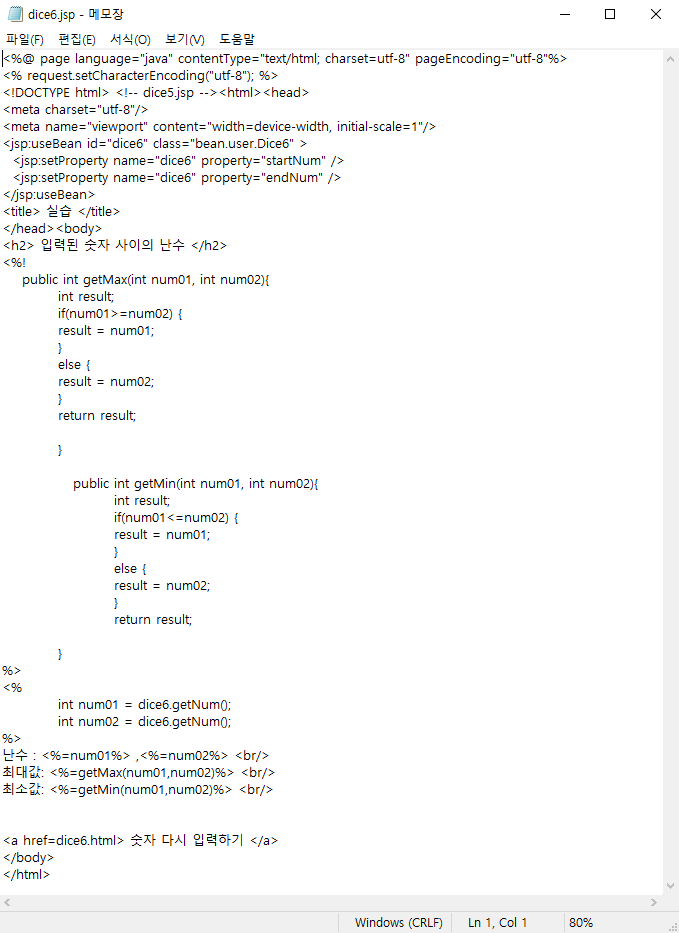 dice6.jsp - 메모장
파일(F) 편집(E) 서식(O) 보기(V) 도움말
<%@ page language="java" contentType="text/html; charset=utf-8" pageEncoding="utf-8"%>
<% request.setCharacterEncoding("utf-8"); %>
<!DOCTYPE html> <!-- dice5.jsp --><html><head>
<meta charset="utf-8"/>
<meta name="viewport" content="width=device-width, initial-scale=1"/>
<jsp:useBean id="dice6" class="bean.user.Dice6" >
<jsp:setProperty name="dice6" property="startNum" />
<jsp:setProperty name="dice6" property="endNum" />
</jsp:useBean>
<title> 실습 </title>
</head><body>
<h2> 입력된 숫자 사이의 난수 </h2>
<%!
public int getMax(int num01, int num02){
int result;
if(num01>=num02) {
result = num01;
}
else {
result = num02;
}
return result;
}
public int getMin(int num01, int num02){
int result;
if(num01<=num02) {
result = num01;
}
else {
result = num02;
}
return result;
}
%>
<%
int num01 = dice6.getNum();
int num02 = dice6.getNum();
%>
난수 : <%=num01%> ,<%=num02%> <br/>
최대값: <%=getMax(num01,num02)%> <br/>
최소값: <%=getMin(num01,num02)%> <br/>
<a href=dice6.html> 숫자 다시 입력하기 </a>
</body>
</html>
Windows (CRLF) Ln 1, Col 1 80%